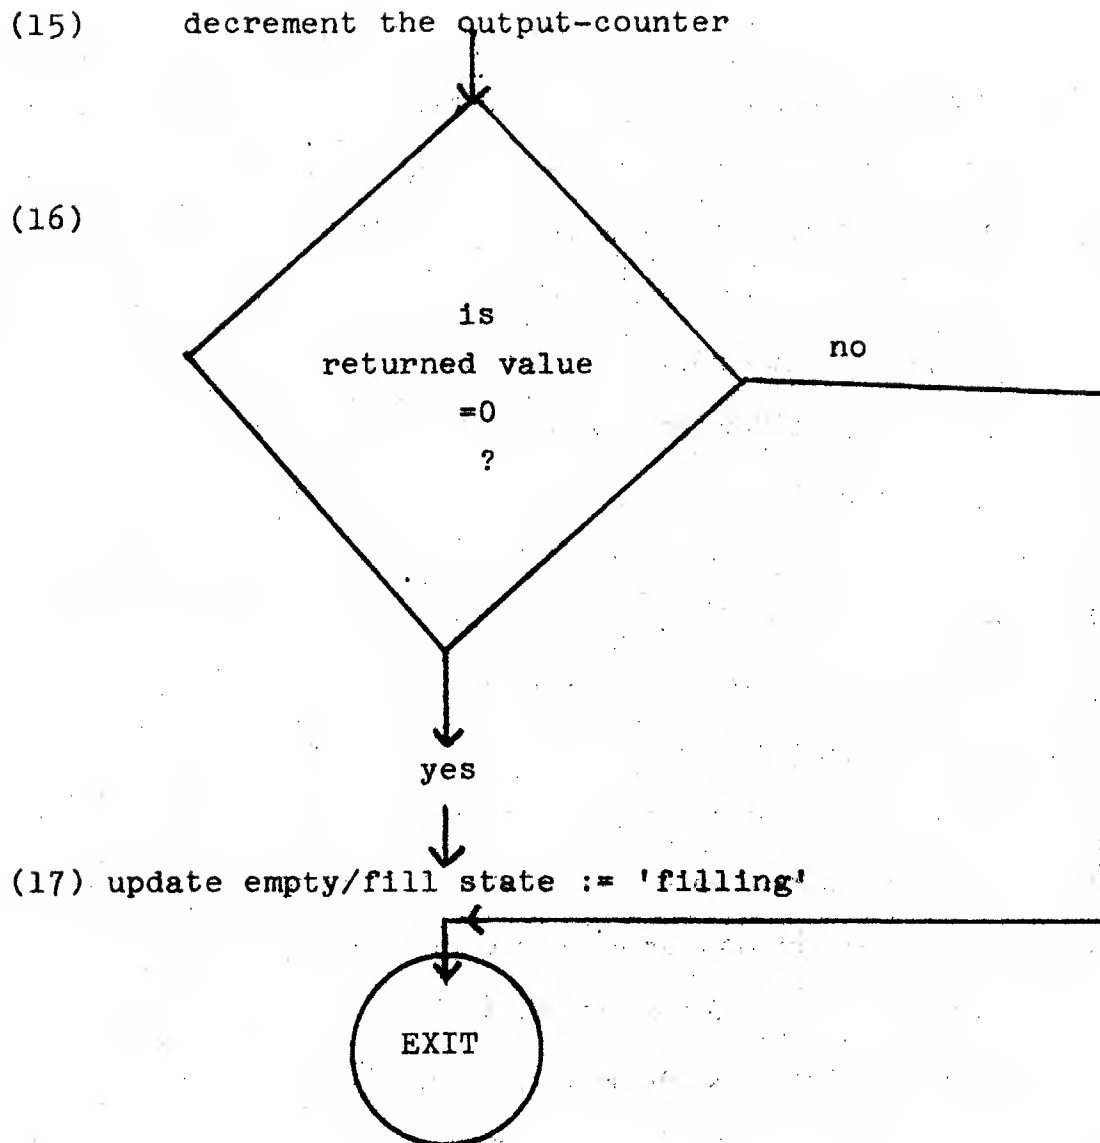 (15) decrement the output-counter
(16)
is
returned value
=0
?
no
yes
(17) update empty/fill state := 'filling'
EXIT